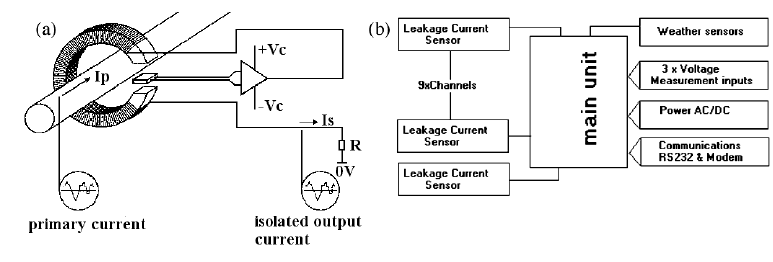 (a)
+Vc
Ip
-Vc
Is
R
0V
primary current
isolated output
current
(b)
Leakage Current
Sensor
9xChannels
Leakage Current
Sensor
Leakage Current
Sensor
main unit
Weather sensors
3 x Voltage
Measurement inputs
Power AC/DC
Communications
RS232 & Modem